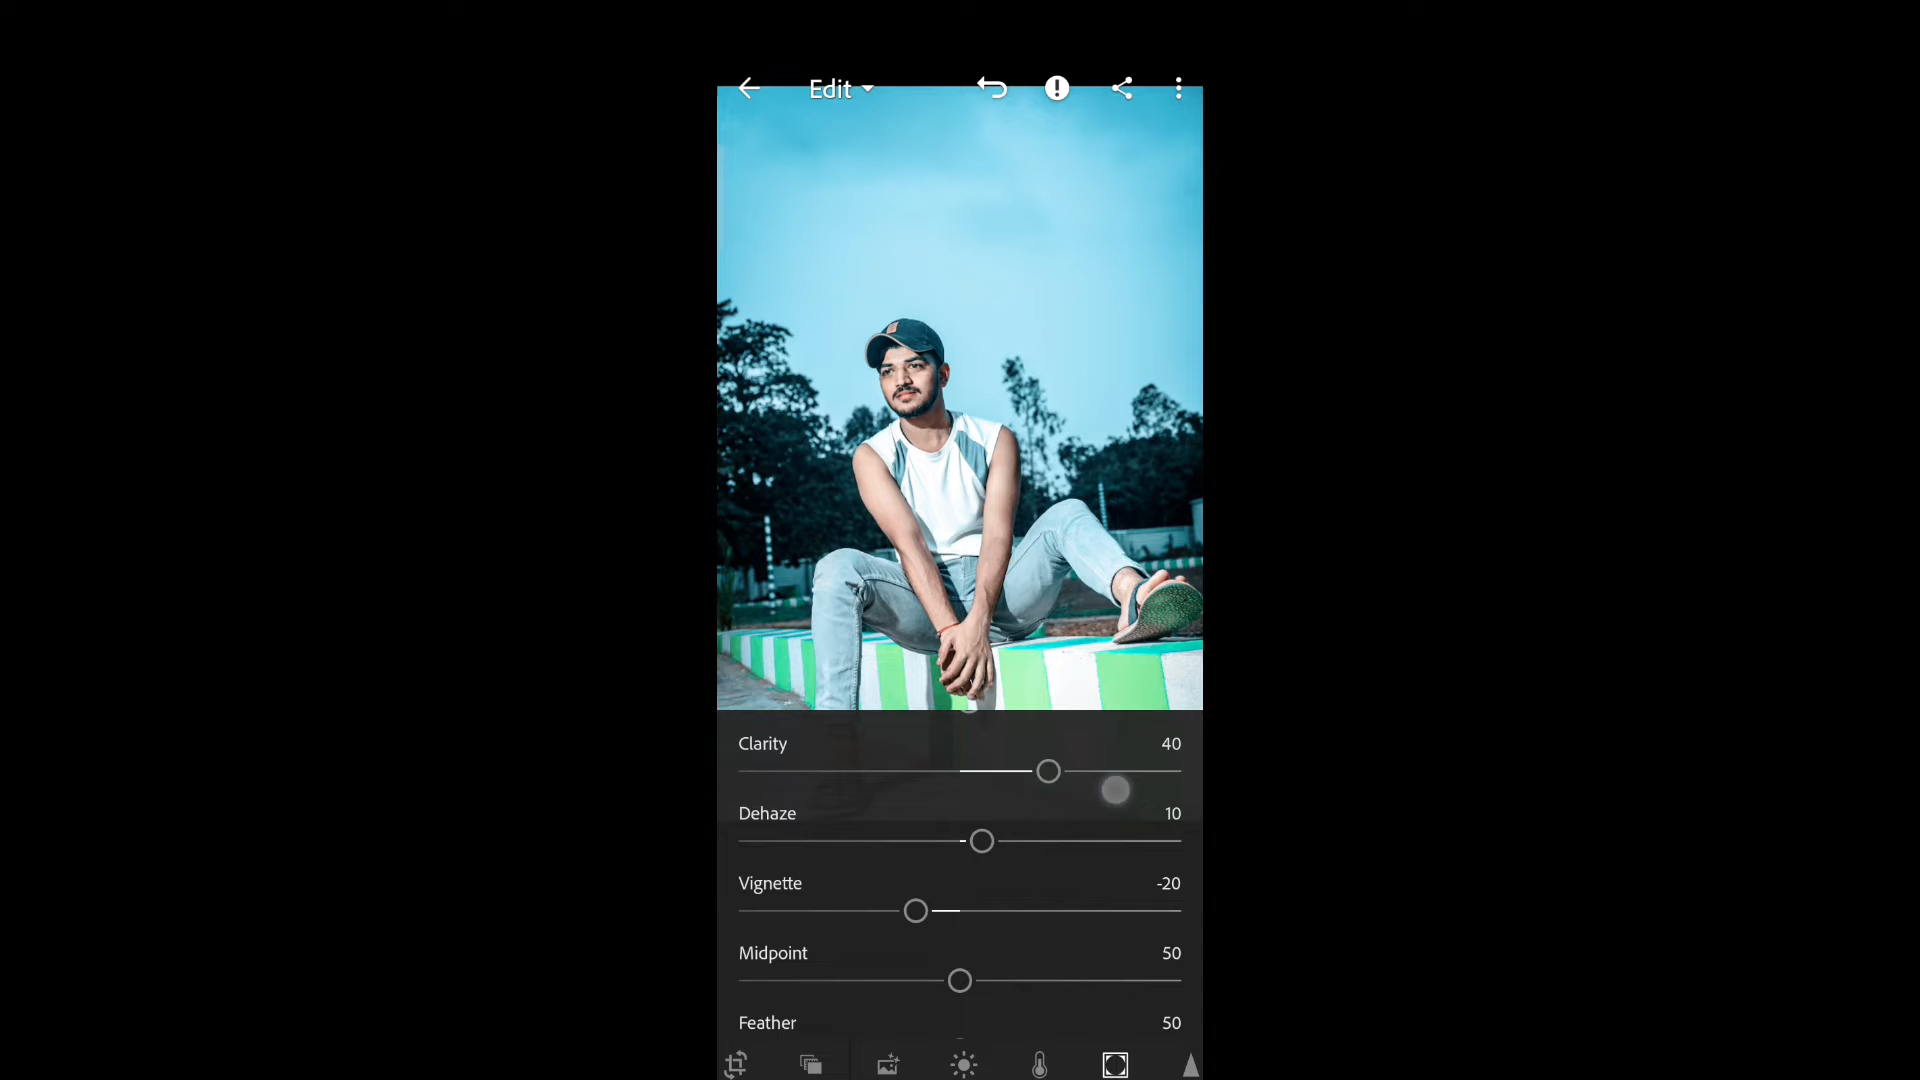 Edit
Clarity 40
Dehaze 10
Vignette -20
Midpoint 50
Feather 50